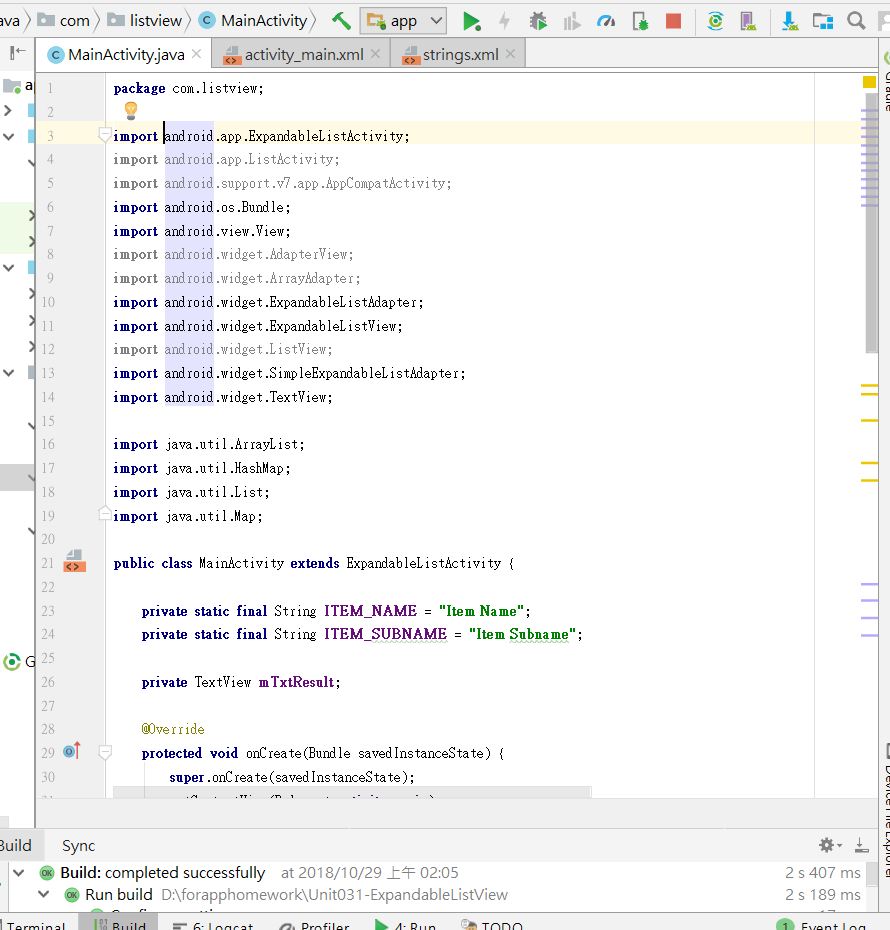 com listview MainActivity app
MainActivity.java activity_main.xml strings.xml
1 package com.listview;
2
3 import android.app.ExpandableListActivity;
4 import android.app.ListActivity;
5 import android.support.v7.app.AppCompatActivity;
6 import android.os.Bundle;
7 import android.view.View;
8 import android.widget.AdapterView;
9 import android.widget.ArrayAdapter;
10 import android.widget.ExpandableListAdapter;
11 import android.widget.ExpandableListView;
12 import android.widget.ListView;
13 import android.widget.SimpleExpandableListAdapter;
14 import android.widget.TextView;
15
16 import java.util.ArrayList;
17 import java.util.HashMap;
18 import java.util.List;
19 import java.util.Map;
20
21 public class MainActivity extends ExpandableListActivity {
22
23 private static final String ITEM_NAME = "Item Name";
24 private static final String ITEM_SUBNAME = "Item Subname";
25
26 private TextView mTxtResult;
27
28 @Override
29 protected void onCreate(Bundle savedInstanceState) {
30 super.onCreate(savedInstanceState);
Build Sync
Build: completed successfully at 2018/10/29 上午 02:05 2 s 407 ms
Run build D:\forapphomework\Unit031-ExpandableListView 2 s 189 ms
Terminal Build 6: Logcat Profiler 4: Run TODO 1 Event Log